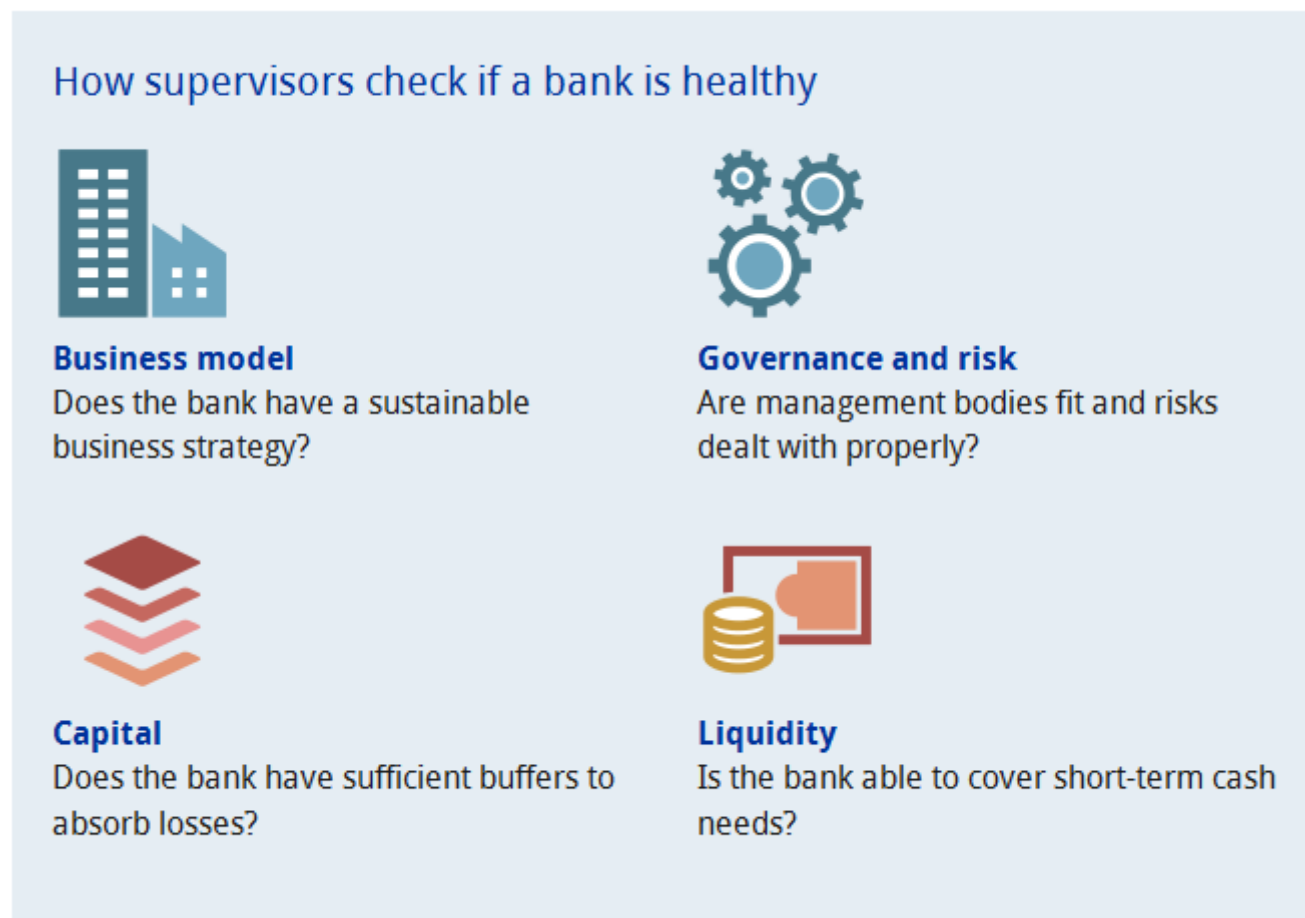 How supervisors check if a bank is healthy
Business model
Does the bank have a sustainable
business strategy?
Governance and risk
Are management bodies fit and risks
dealt with properly?
Capital
Does the bank have sufficient buffers to
absorb losses?
Liquidity
Is the bank able to cover short-term cash
needs?